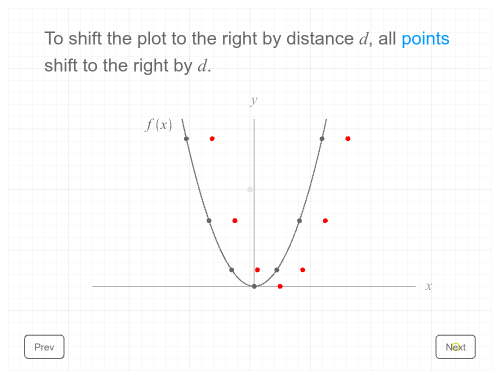 To shift the plot to the right by distance d, all points
shift to the right by d.
y
f(x)
x
Prev
Next